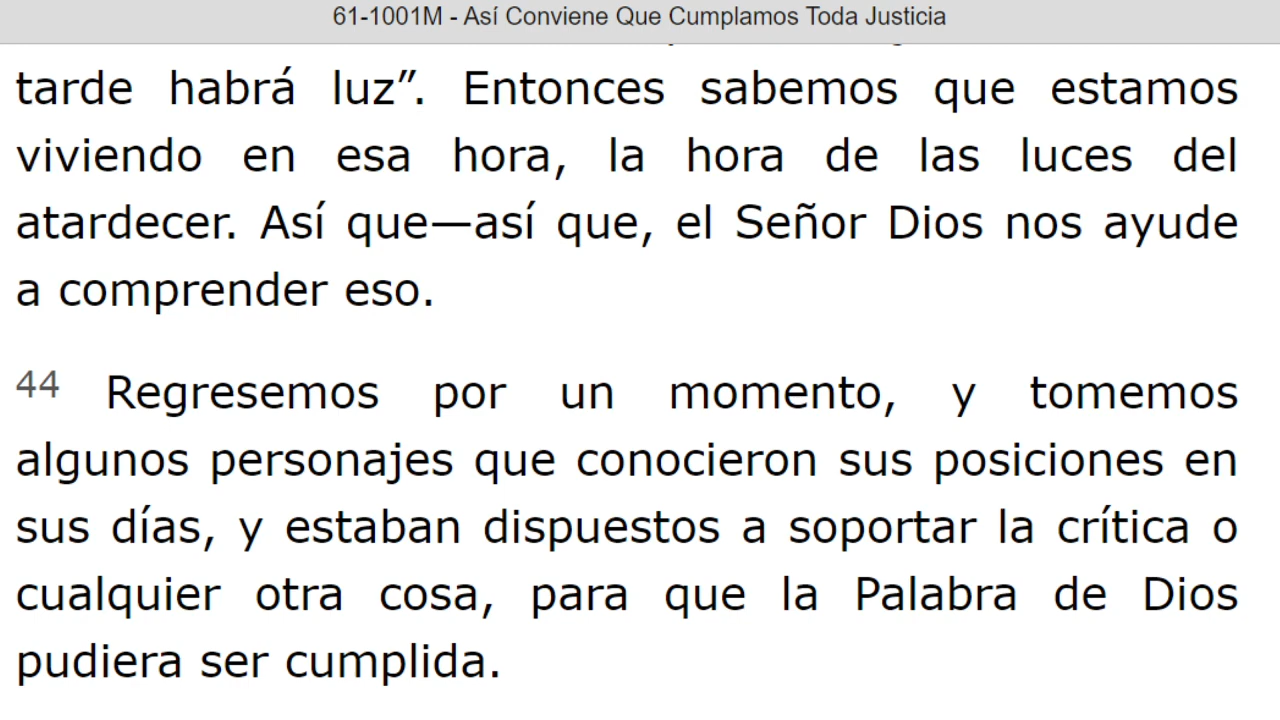 61-1001M - Así Conviene Que Cumplamos Toda Justicia
tarde habrá luz”. Entonces sabemos que estamos
viviendo en esa hora, la hora de las luces del
atardecer. Así que—así que, el Señor Dios nos ayude
a comprender eso.
44 Regresemos por un momento, y tomemos
algunos personajes que conocieron sus posiciones en
sus días, y estaban dispuestos a soportar la crítica o
cualquier otra cosa, para que la Palabra de Dios
pudiera ser cumplida.